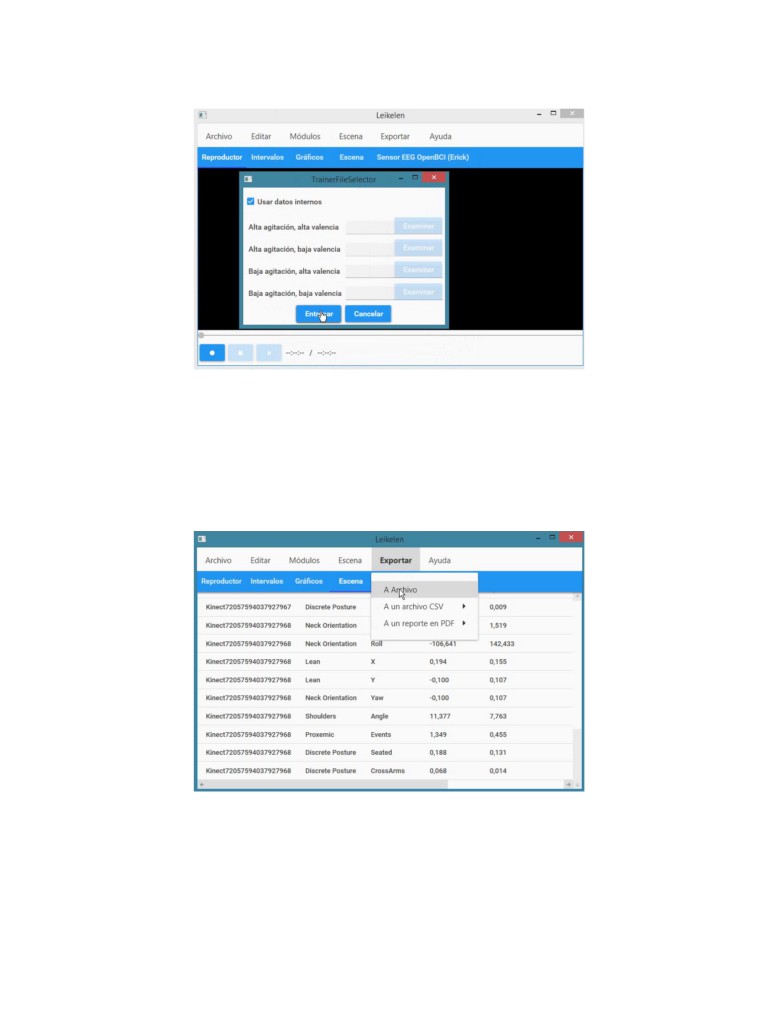 Leikelen
Archivo Editar Módulos Escena Exportar Ayuda
Reproductor Intervalos Gráficos Escena Sensor EEG OpenBCI (Erick)
TrainerFileSelector
Usar datos internos
Alta agitación, alta valencia Examinar
Alta agitación, baja valencia Examinar
Baja agitación, alta valencia Examinar
Baja agitación, baja valencia Examinar
Cancelar
--:--:-- / --:--:--
Leikelen
Archivo Editar Módulos Escena Exportar Ayuda
Reproductor Intervalos Gráficos Escena
A Archivo
A un archivo CSV
A un reporte en PDF
Kinect72057594037927967 Discrete Posture 0,009
Kinect72057594037927968 Neck Orientation 1,519
Kinect72057594037927968 Neck Orientation Roll -106,641 142,433
Kinect72057594037927968 Lean X 0,194 0,155
Kinect72057594037927968 Lean Y -0,100 0,107
Kinect72057594037927968 Neck Orientation Yaw -0,100 0,107
Kinect72057594037927968 Shoulders Angle 11,377 7,763
Kinect72057594037927968 Proxemic Events 1,349 0,455
Kinect72057594037927968 Discrete Posture Seated 0,188 0,131
Kinect72057594037927968 Discrete Posture CrossArms 0,068 0,014